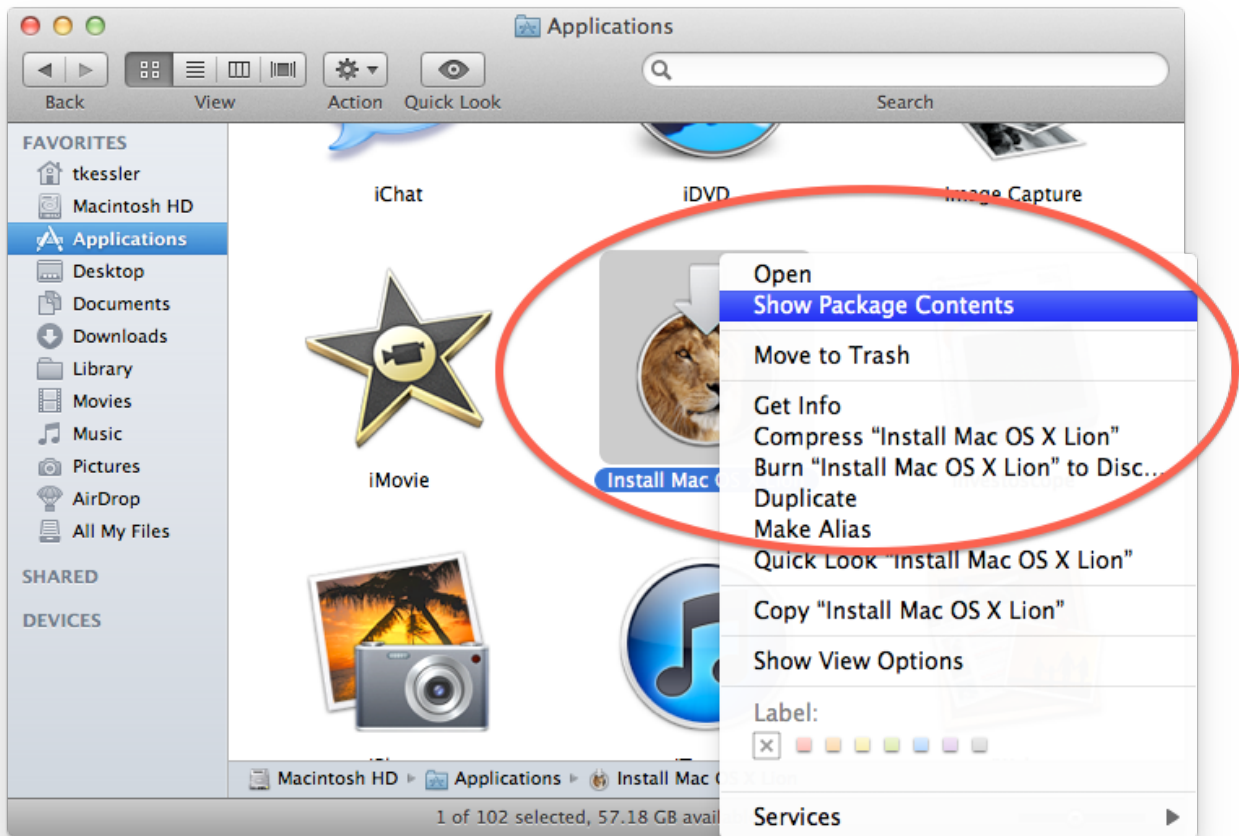 Applications
Back View Action Quick Look Search
FAVORITES
tkessler
Macintosh HD
Applications
Desktop
Documents
Downloads
Library
Movies
Music
Pictures
AirDrop
All My Files
SHARED
DEVICES
iChat iDVD Image Capture
iMovie Install Mac
Open
Show Package Contents
Move to Trash
Get Info
Compress “Install Mac OS X Lion”
Burn “Install Mac OS X Lion” to Disc...
Duplicate
Make Alias
Quick Look “Install Mac OS X Lion”
Copy “Install Mac OS X Lion”
Show View Options
Label:
Services
Macintosh HD Applications Install Mac OS X Lion
1 of 102 selected, 57.18 GB